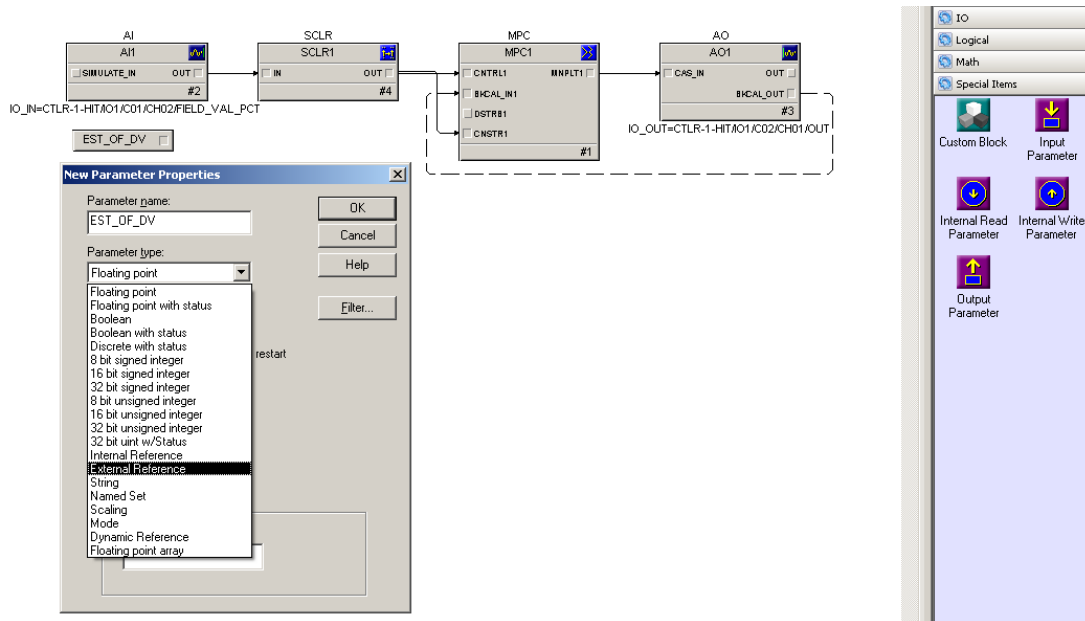 AI
AI1
SIMULATE_IN OUT
#2
IO_IN=CTLR-1-HIT/IO1/C01/CH02/FIELD_VAL_PCT
SCLR
SCLR1
IN OUT
#4
MPC
MPC1
CNTRL1 MNPLT1
BKCAL_IN1
DSTRB1
CNSTR1
#1
AO
AO1
CAS_IN OUT
BKCAL_OUT
#3
IO_OUT=CTLR-1-HIT/IO1/C02/CH01/OUT
EST_OF_DV
New Parameter Properties
Parameter name:
EST_OF_DV
Parameter type:
Floating point
Floating point
Floating point with status
Boolean
Boolean with status
Discrete with status
8 bit signed integer
16 bit signed integer
32 bit signed integer
8 bit unsigned integer
16 bit unsigned integer
32 bit unsigned integer
32 bit uint w/Status
Internal Reference
External Reference
String
Named Set
Scaling
Mode
Dynamic Reference
Floating point array
OK
Cancel
Help
Filter...
restart
IO
Logical
Math
Special Items
Custom Block
Input
Parameter
Internal Read
Parameter
Internal Write
Parameter
Output
Parameter